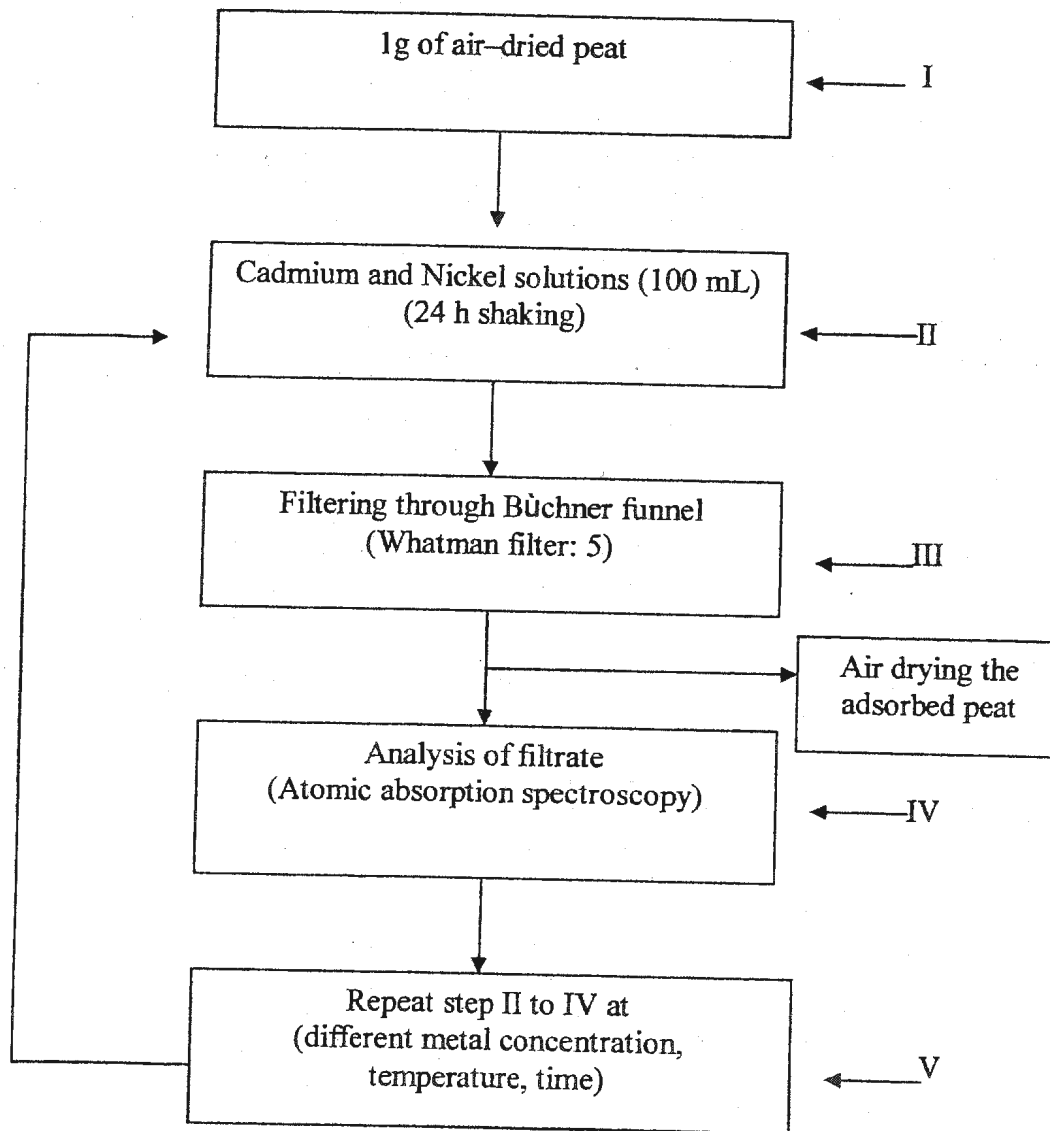 1g of air–dried peat
I
Cadmium and Nickel solutions (100 mL)
(24 h shaking)
II
Filtering through Bùchner funnel
(Whatman filter: 5)
III
Air drying the
adsorbed peat
Analysis of filtrate
(Atomic absorption spectroscopy)
IV
Repeat step II to IV at
(different metal concentration,
temperature, time)
V